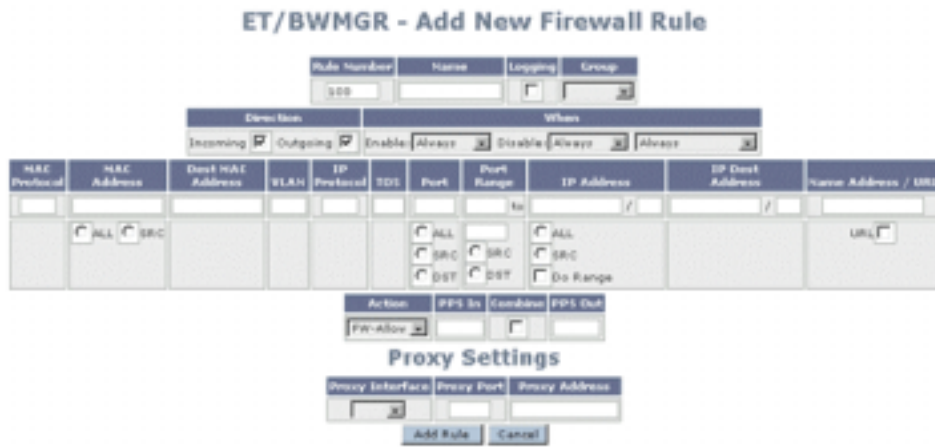 ET/BWMGR - Add New Firewall Rule
Rule Number Name Logging Group
100
Direction When
Incoming Outgoing Enable: Always Disable: Always Always
MAC Protocol MAC Address Dest MAC Address VLAN IP Protocol TOS Port Port Range IP Address IP Dest Address Name Address / URL
to / /
ALL SRC ALL ALL URL
SRC SRC SRC
DST DST Do Range
Action PPS In Combine PPS Out
FW-Allow
Proxy Settings
Proxy Interface Proxy Port Proxy Address
Add Rule Cancel